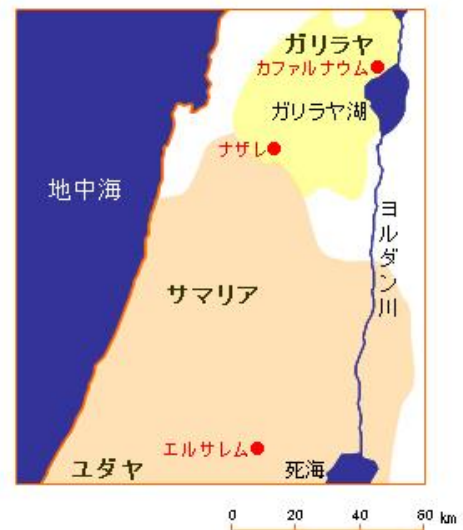 ガリラヤ
カファルナウム
ガリラヤ湖
ナザレ
地中海
ヨルダン川
サマリア
エルサレム
ユダヤ
死海
0 20 40 60 km